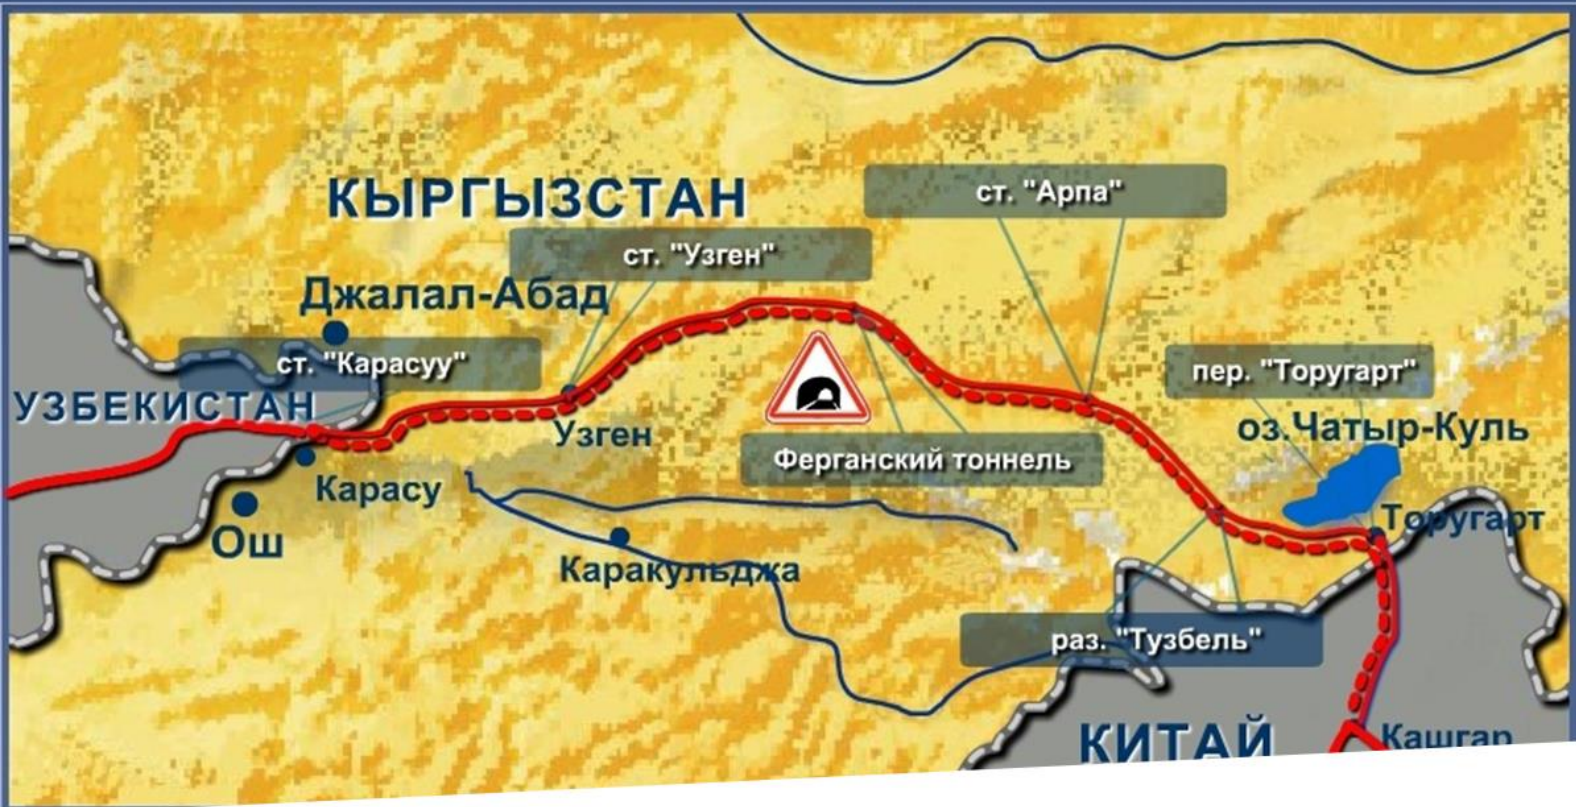 КЫРГЫЗСТАН
ст. "Арпа"
ст. "Узген"
Джалал-Абад
ст. "Карасуу"
пер. "Торугарт"
УЗБЕКИСТАН
оз.Чатыр-Куль
Узген
Ферганский тоннель
Карасу
Торугарт
Ош
Каракульджа
раз. "Тузбель"
КИТАЙ
Кашгар